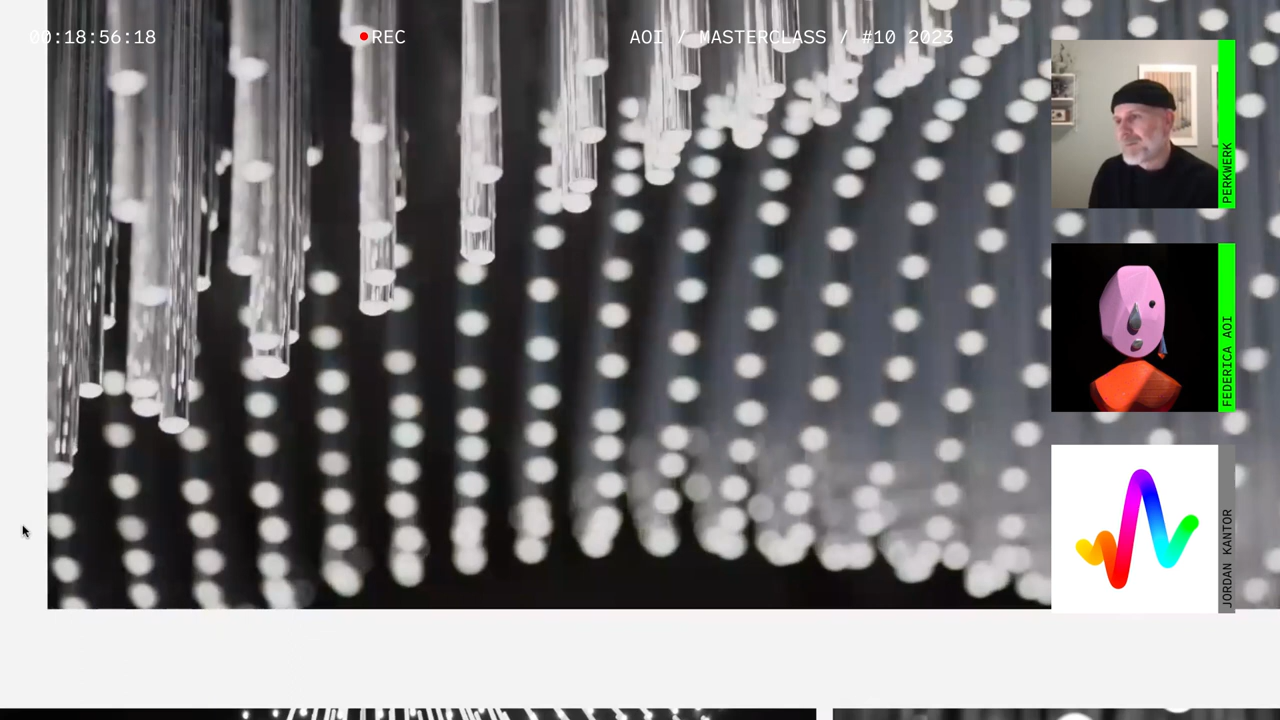 00:18:56:18
REC
AOI / MASTERCLASS / #10 2023
PERKWERK
FEDERICA AOI
JORDAN KANTOR